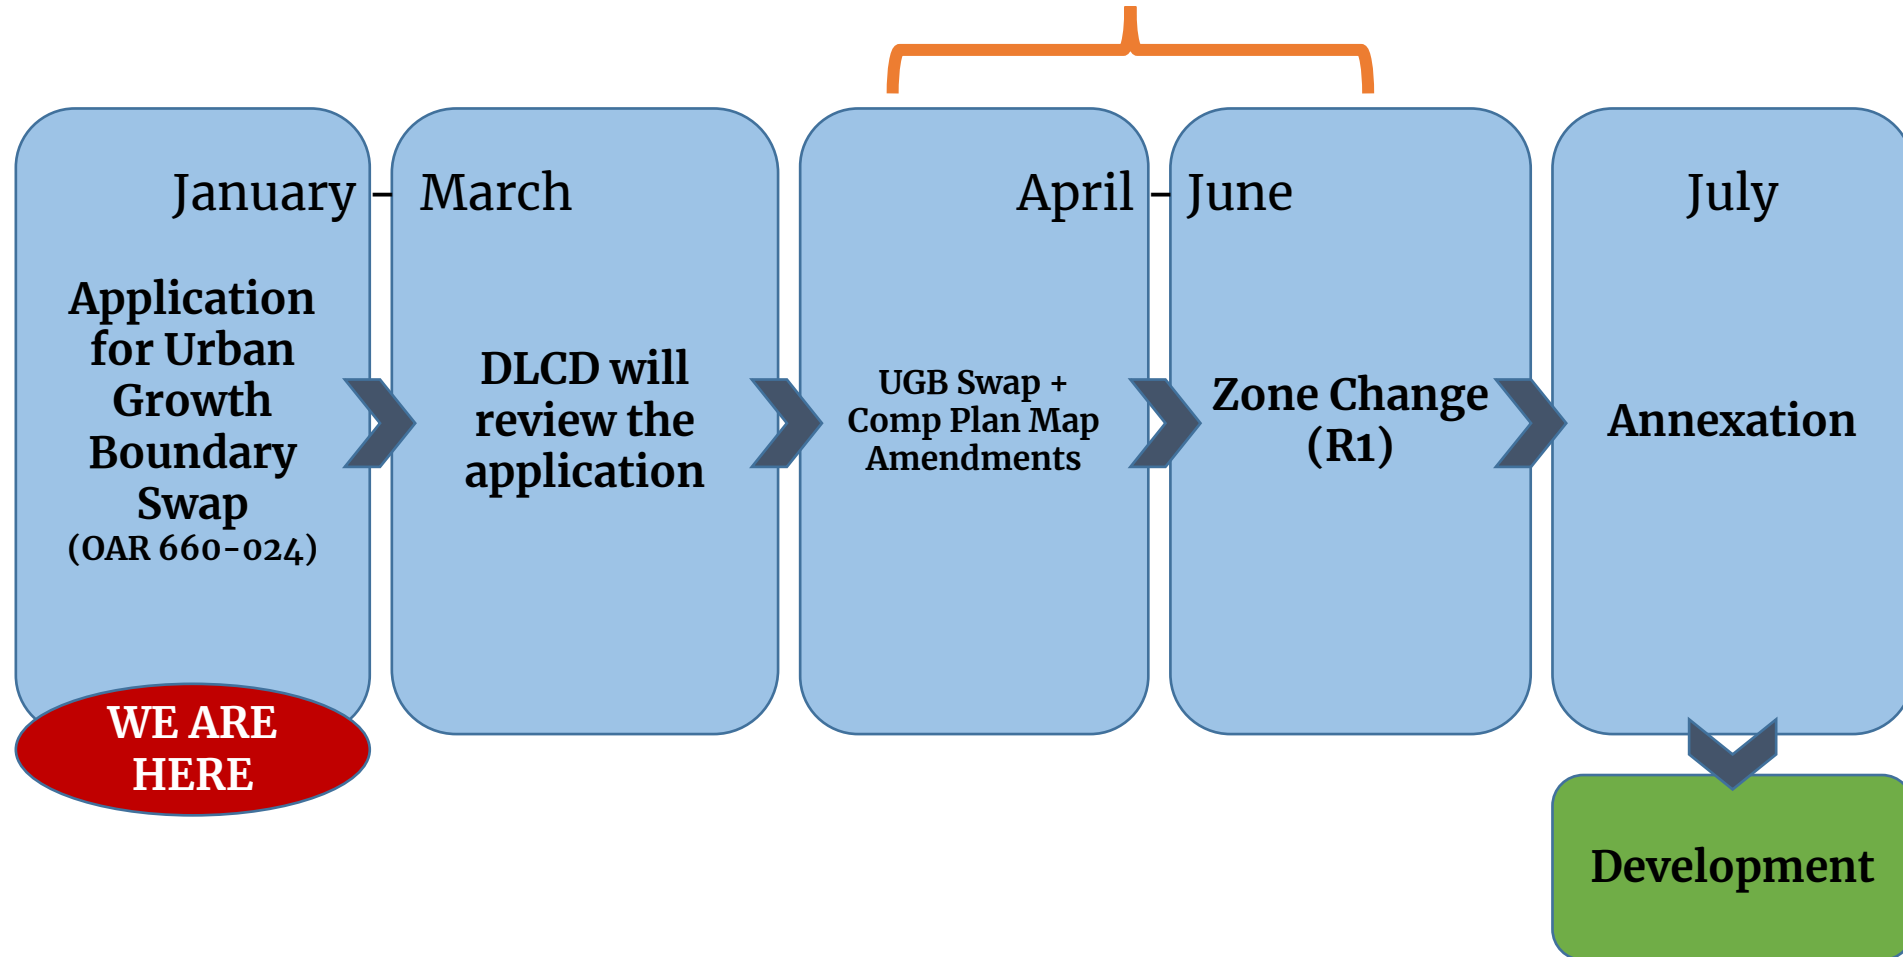 January – March
Application
for Urban
Growth
Boundary
Swap
(OAR 660-024)
WE ARE
HERE
DLCD will
review the
application
April – June
UGB Swap +
Comp Plan Map
Amendments
Zone Change
(R1)
July
Annexation
Development